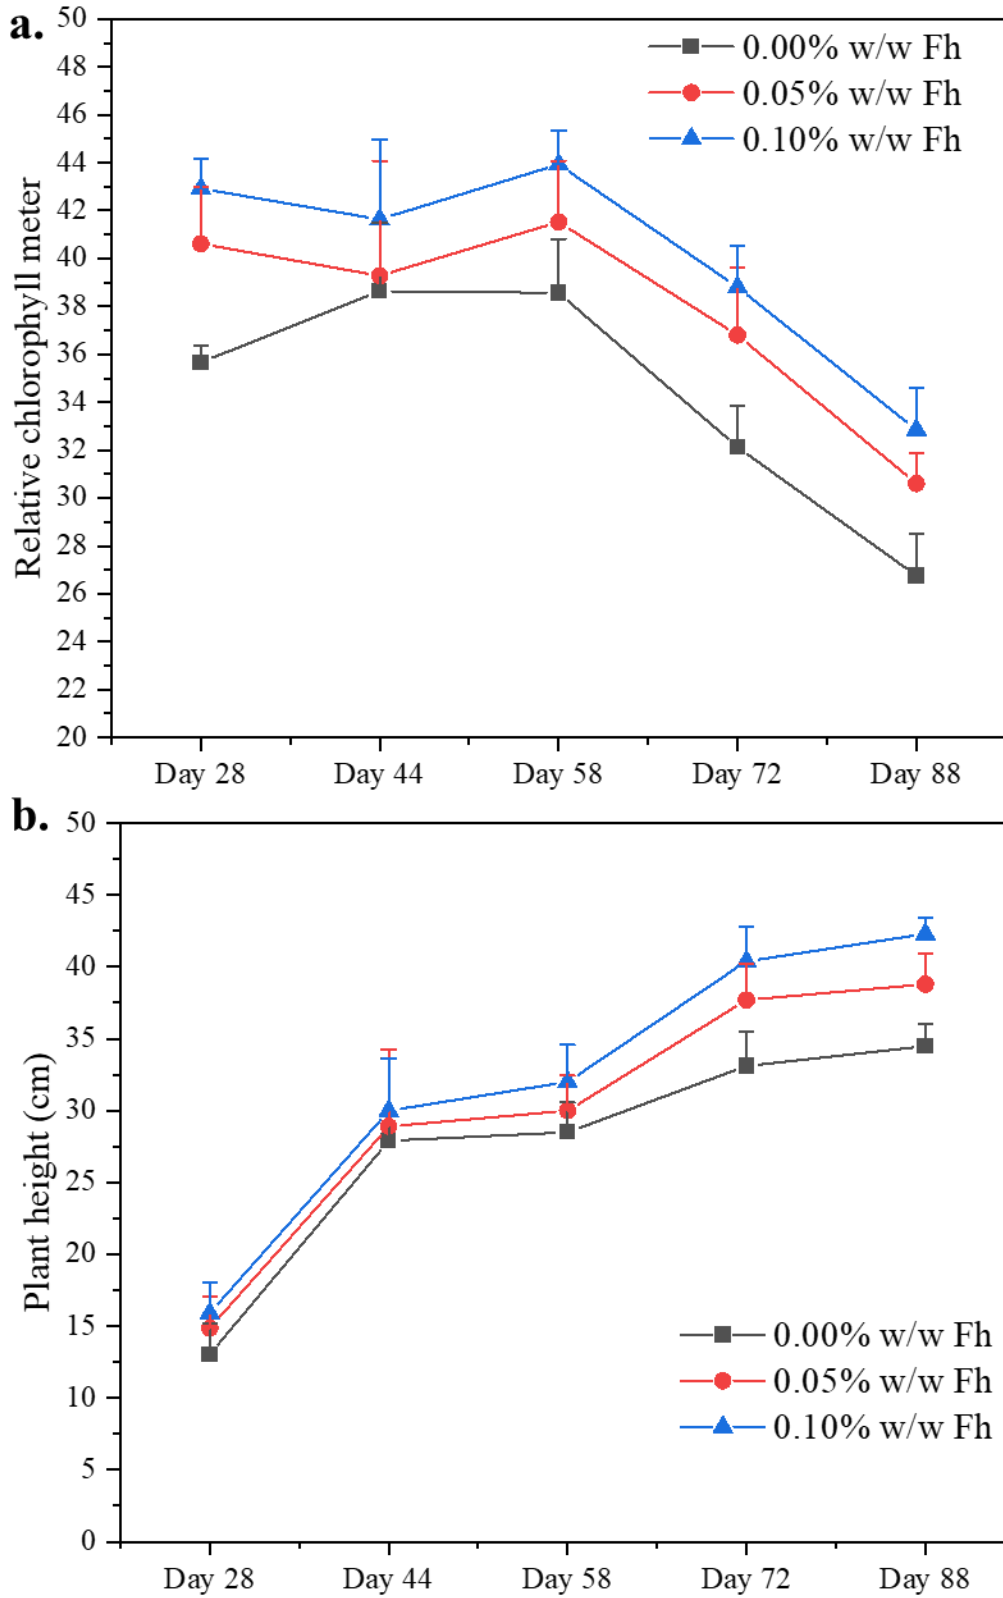 a.
50
48
46
44
42
40
38
36
34
32
30
28
26
24
22
20
Relative chlorophyll meter
0.00% w/w Fh
0.05% w/w Fh
0.10% w/w Fh
Day 28 Day 44 Day 58 Day 72 Day 88
b.
50
45
40
35
30
25
20
15
10
5
0
Plant height (cm)
0.00% w/w Fh
0.05% w/w Fh
0.10% w/w Fh
Day 28 Day 44 Day 58 Day 72 Day 88